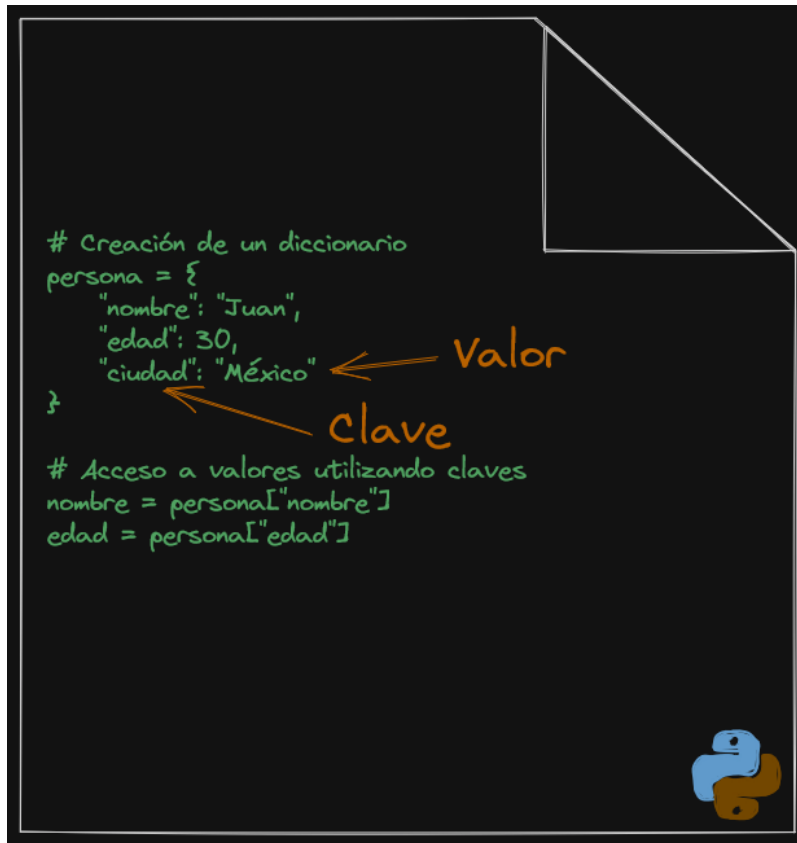 # Creación de un diccionario
persona = {
"nombre": "Juan",
"edad": 30,
"ciudad": "México"
Valor
}
Clave
# Acceso a valores utilizando claves
nombre = persona["nombre"]
edad = persona["edad"]